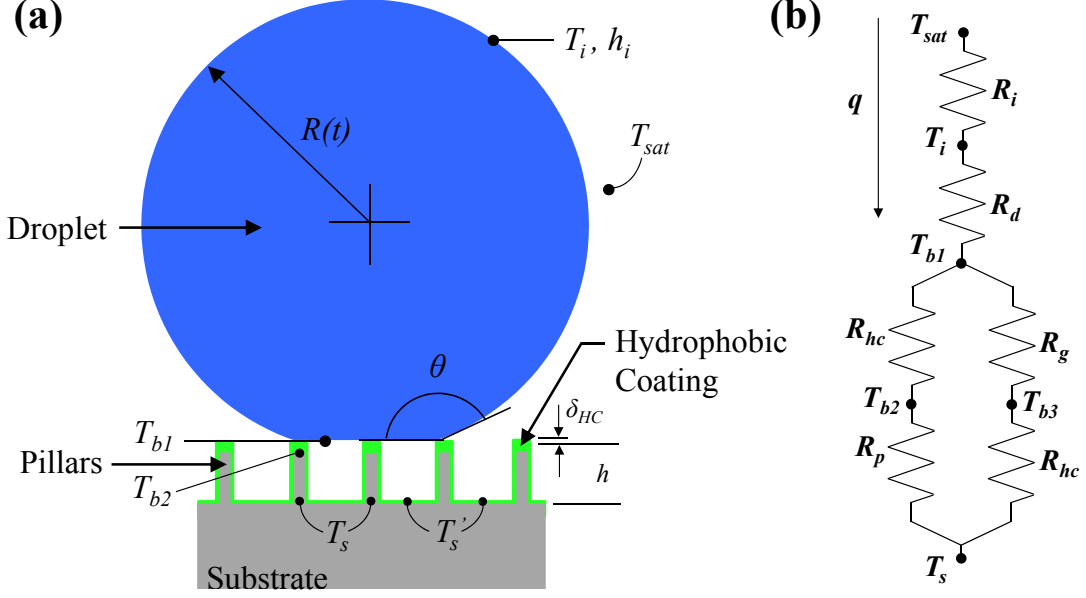 (a)
T_i, h_i
R(t)
T_sat
Droplet
θ
Hydrophobic
Coating
δ_HC
T_b1
Pillars
T_b2
h
T_s
T_s'
Substrate
(b)
T_sat
q
R_i
T_i
R_d
T_b1
R_hc
R_g
T_b2
T_b3
R_p
R_hc
T_s